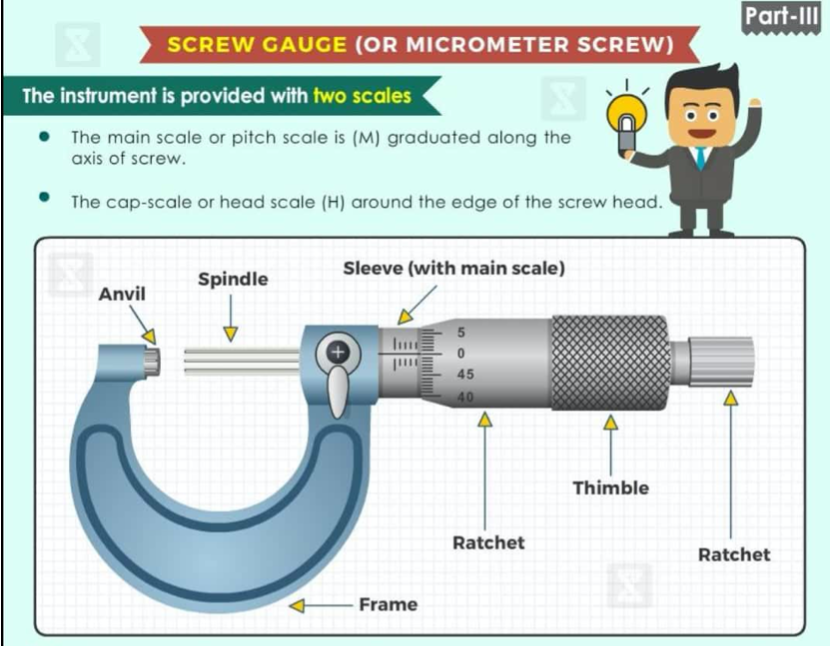 Part-III
SCREW GAUGE (OR MICROMETER SCREW)
The instrument is provided with two scales
The main scale or pitch scale is (M) graduated along the
axis of screw.
The cap-scale or head scale (H) around the edge of the screw head.
Sleeve (with main scale)
Spindle
Anvil
5
0
45
40
Thimble
Ratchet
Ratchet
Frame